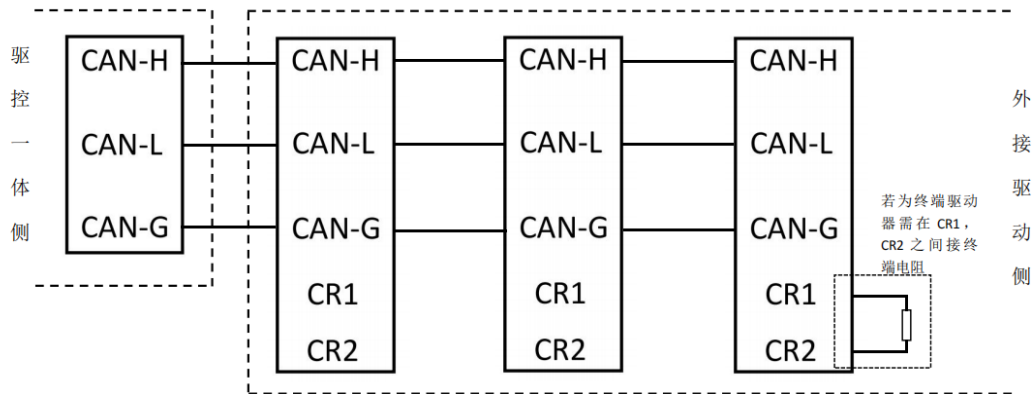 驱控一体侧
CAN-H
CAN-L
CAN-G
CAN-H
CAN-L
CAN-G
CR1
CR2
CAN-H
CAN-L
CAN-G
CR1
CR2
CAN-H
CAN-L
CAN-G
CR1
CR2
若为终端驱动
器需在 CR1，
CR2 之间接终
端电阻
外接驱动侧